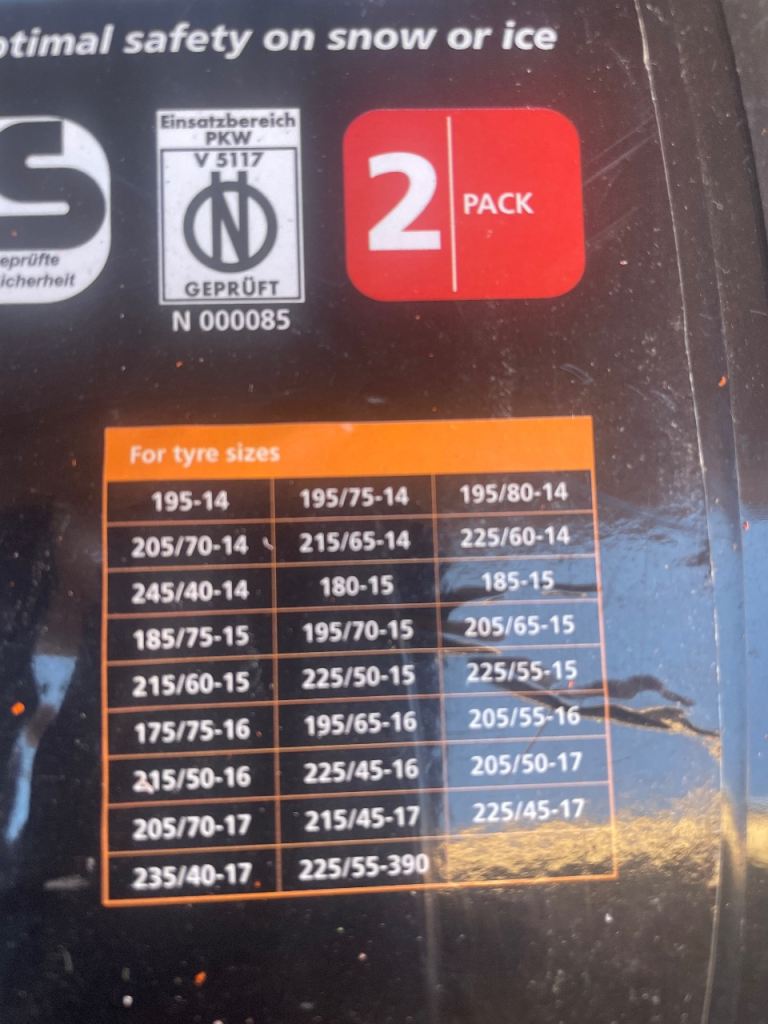 optimal safety on snow or ice
S
geprüfte
Sicherheit
Einsatzbereich
PKW
V 5117
N
GEPRÜFT
N 000085
2 PACK
For tyre sizes
195-14 195/75-14 195/80-14
205/70-14 215/65-14 225/60-14
245/40-14 180-15 185-15
185/75-15 195/70-15 205/65-15
215/60-15 225/50-15 225/55-15
175/75-16 195/65-16 205/55-16
215/50-16 225/45-16 205/50-17
205/70-17 215/45-17 225/45-17
235/40-17 225/55-390